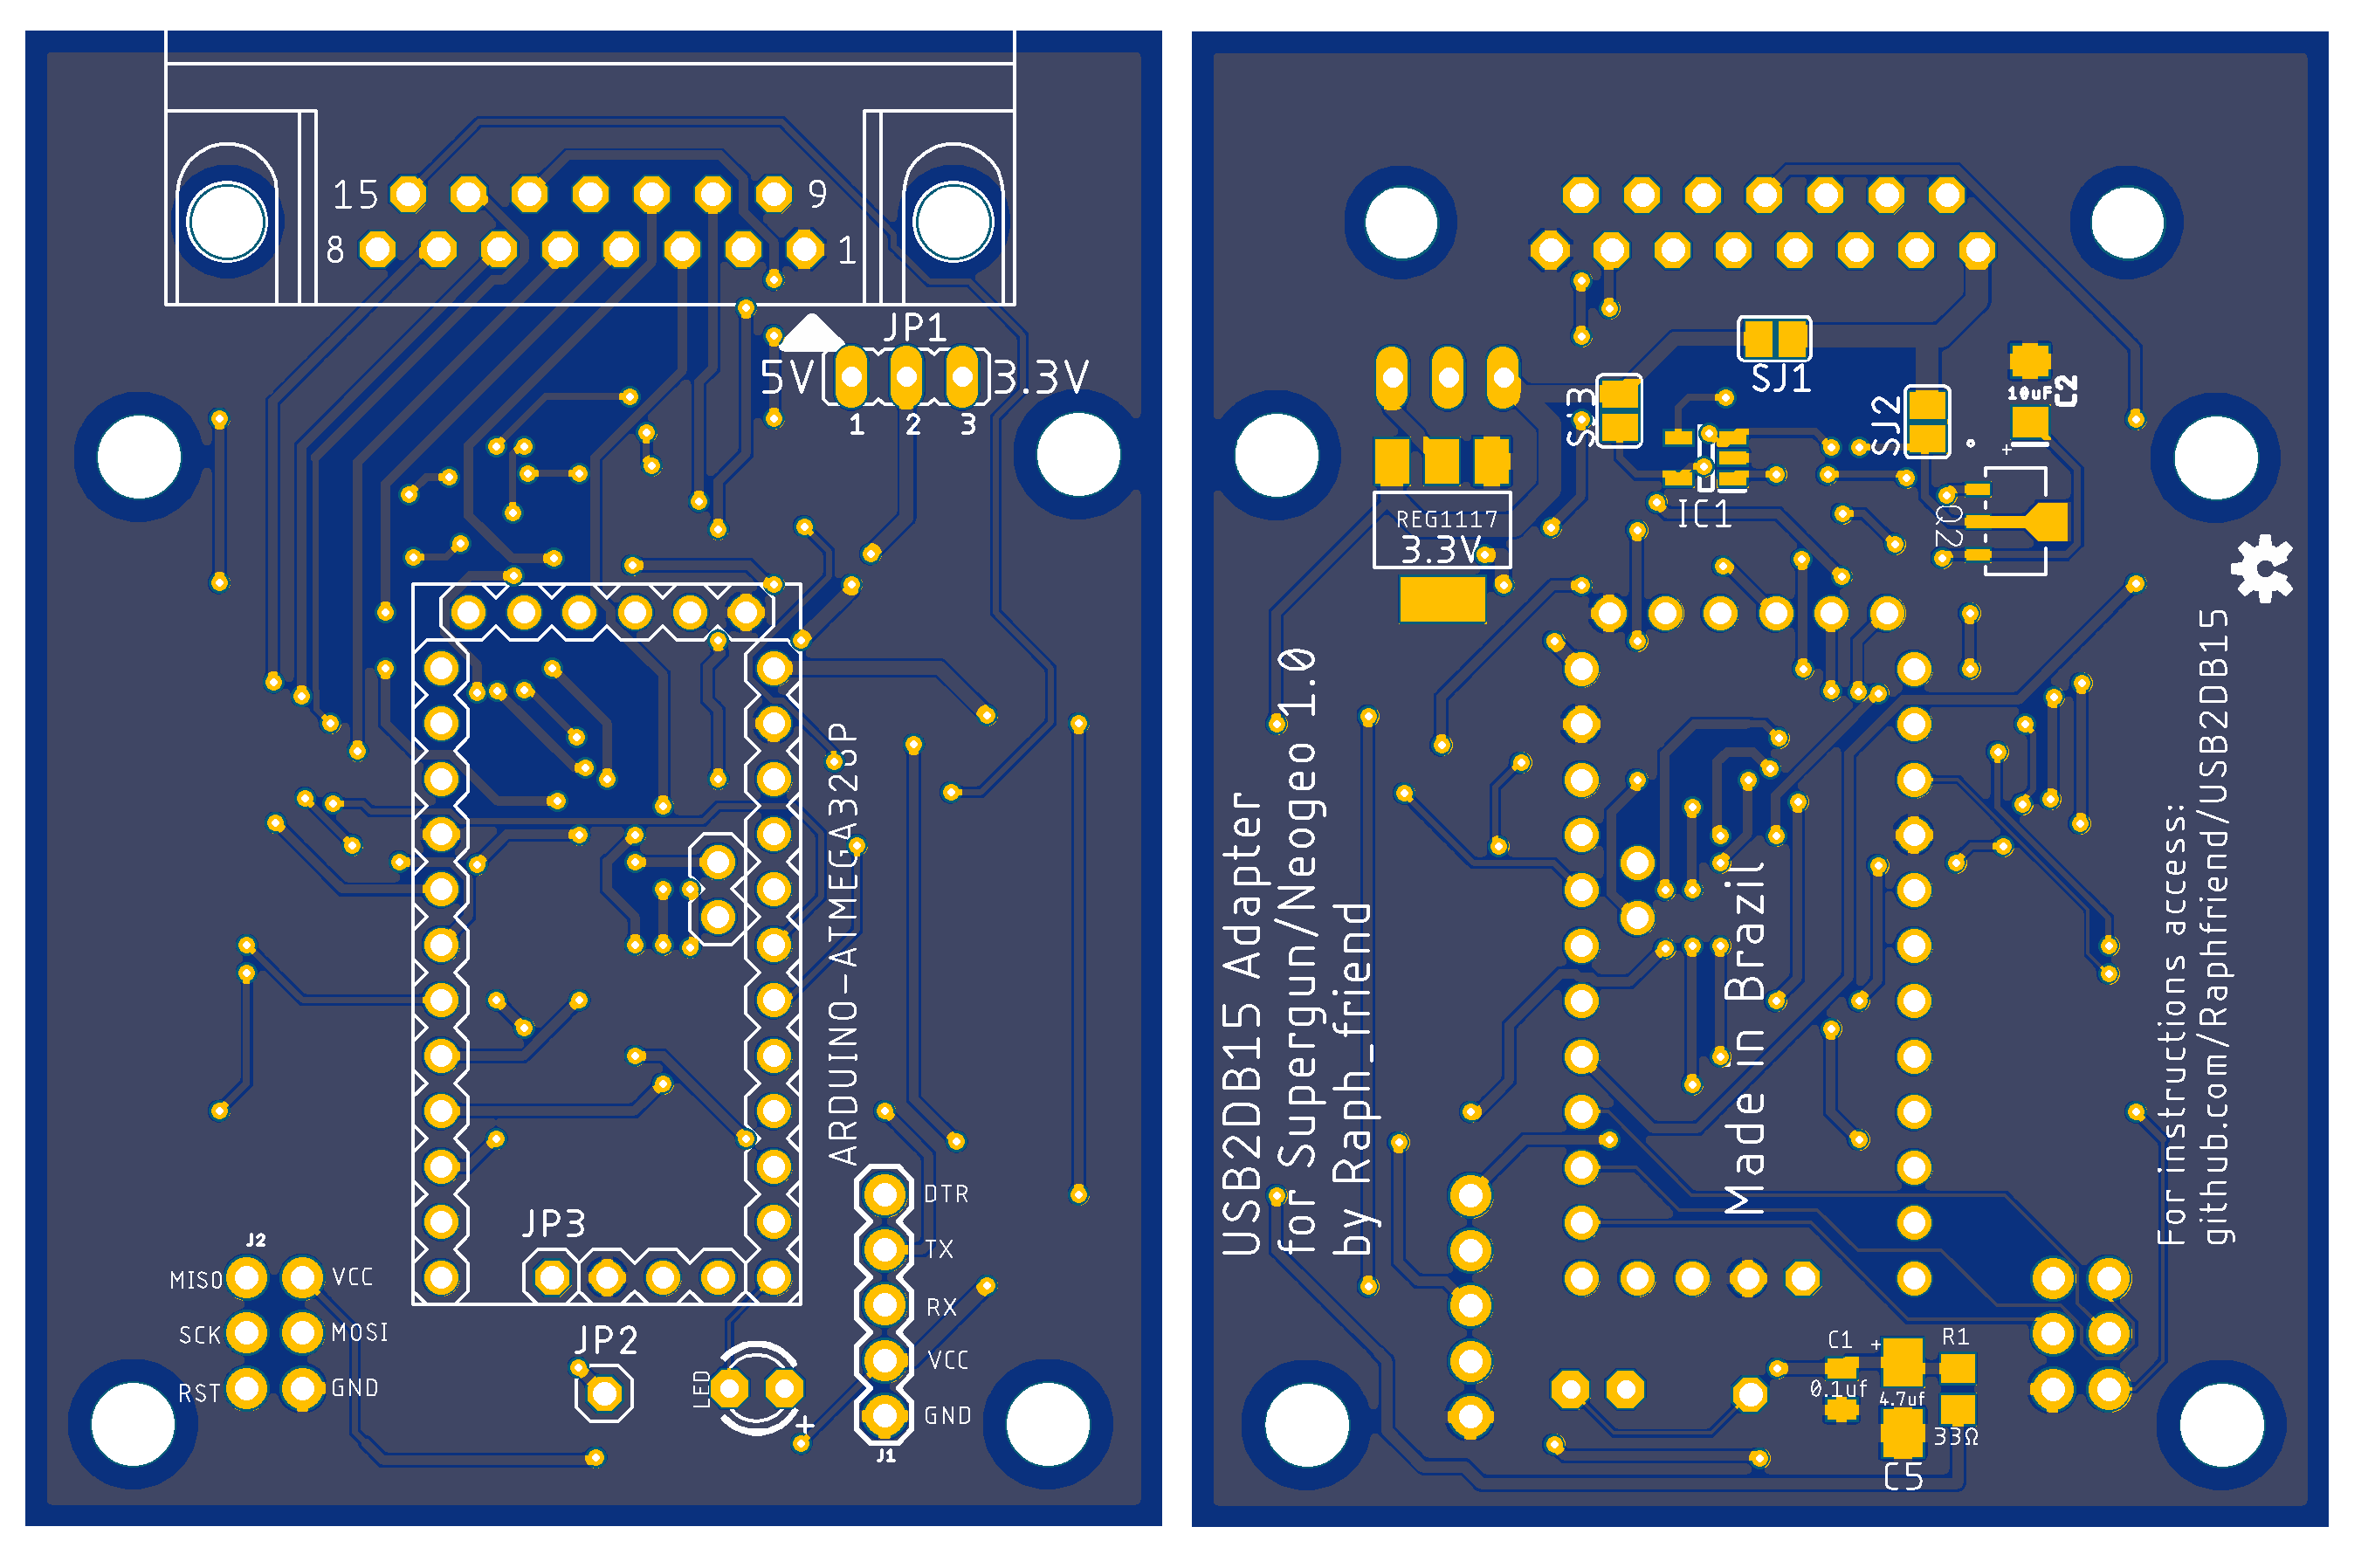 15
9
8
1
JP1
5V
3.3V
1
2
3
ARDUINO-ATMEGA328P
JP3
DTR
TX
RX
VCC
GND
J1
J2
MISO
VCC
SCK
MOSI
RST
GND
JP2
LED
+
SJ1
SJ3
SJ2
10uF
C2
+
IC1
Q2
REG1117
3.3V
USB2DB15 Adapter
for Supergun/Neogeo 1.0
by Raph_friend
Made in Brazil
For instructions access:
github.com/Raphfriend/USB2DB15
C1
+
R1
0.1uf
4.7uf
33Ω
C5